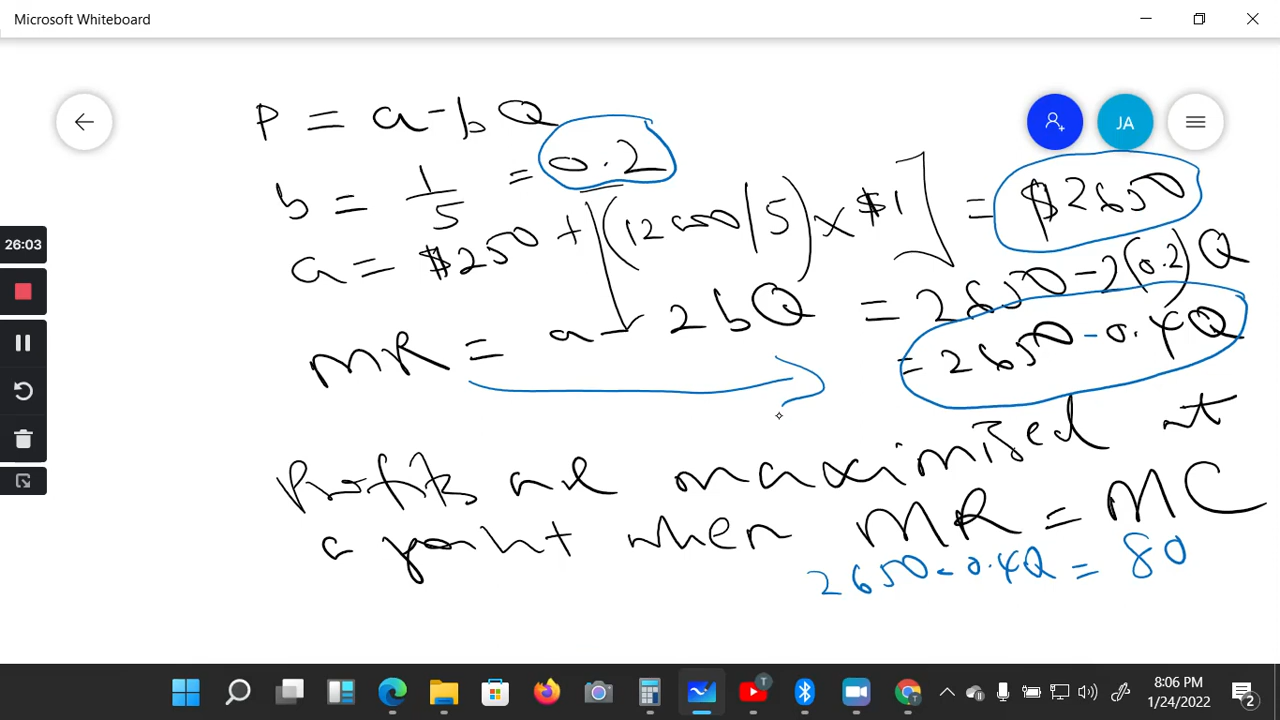 Microsoft Whiteboard
JA
P = a - bQ
b = 1/5 = 0.2
a = $250 + [(12000/5) × $1] = $2650
MR = a - 2bQ = 2650 - 2(0.2)Q
= 2650 - 0.4Q
Profits are maximized at
a point when MR = MC
2650 - 0.4Q = 80
26:03
T
T
8:06 PM
1/24/2022
2